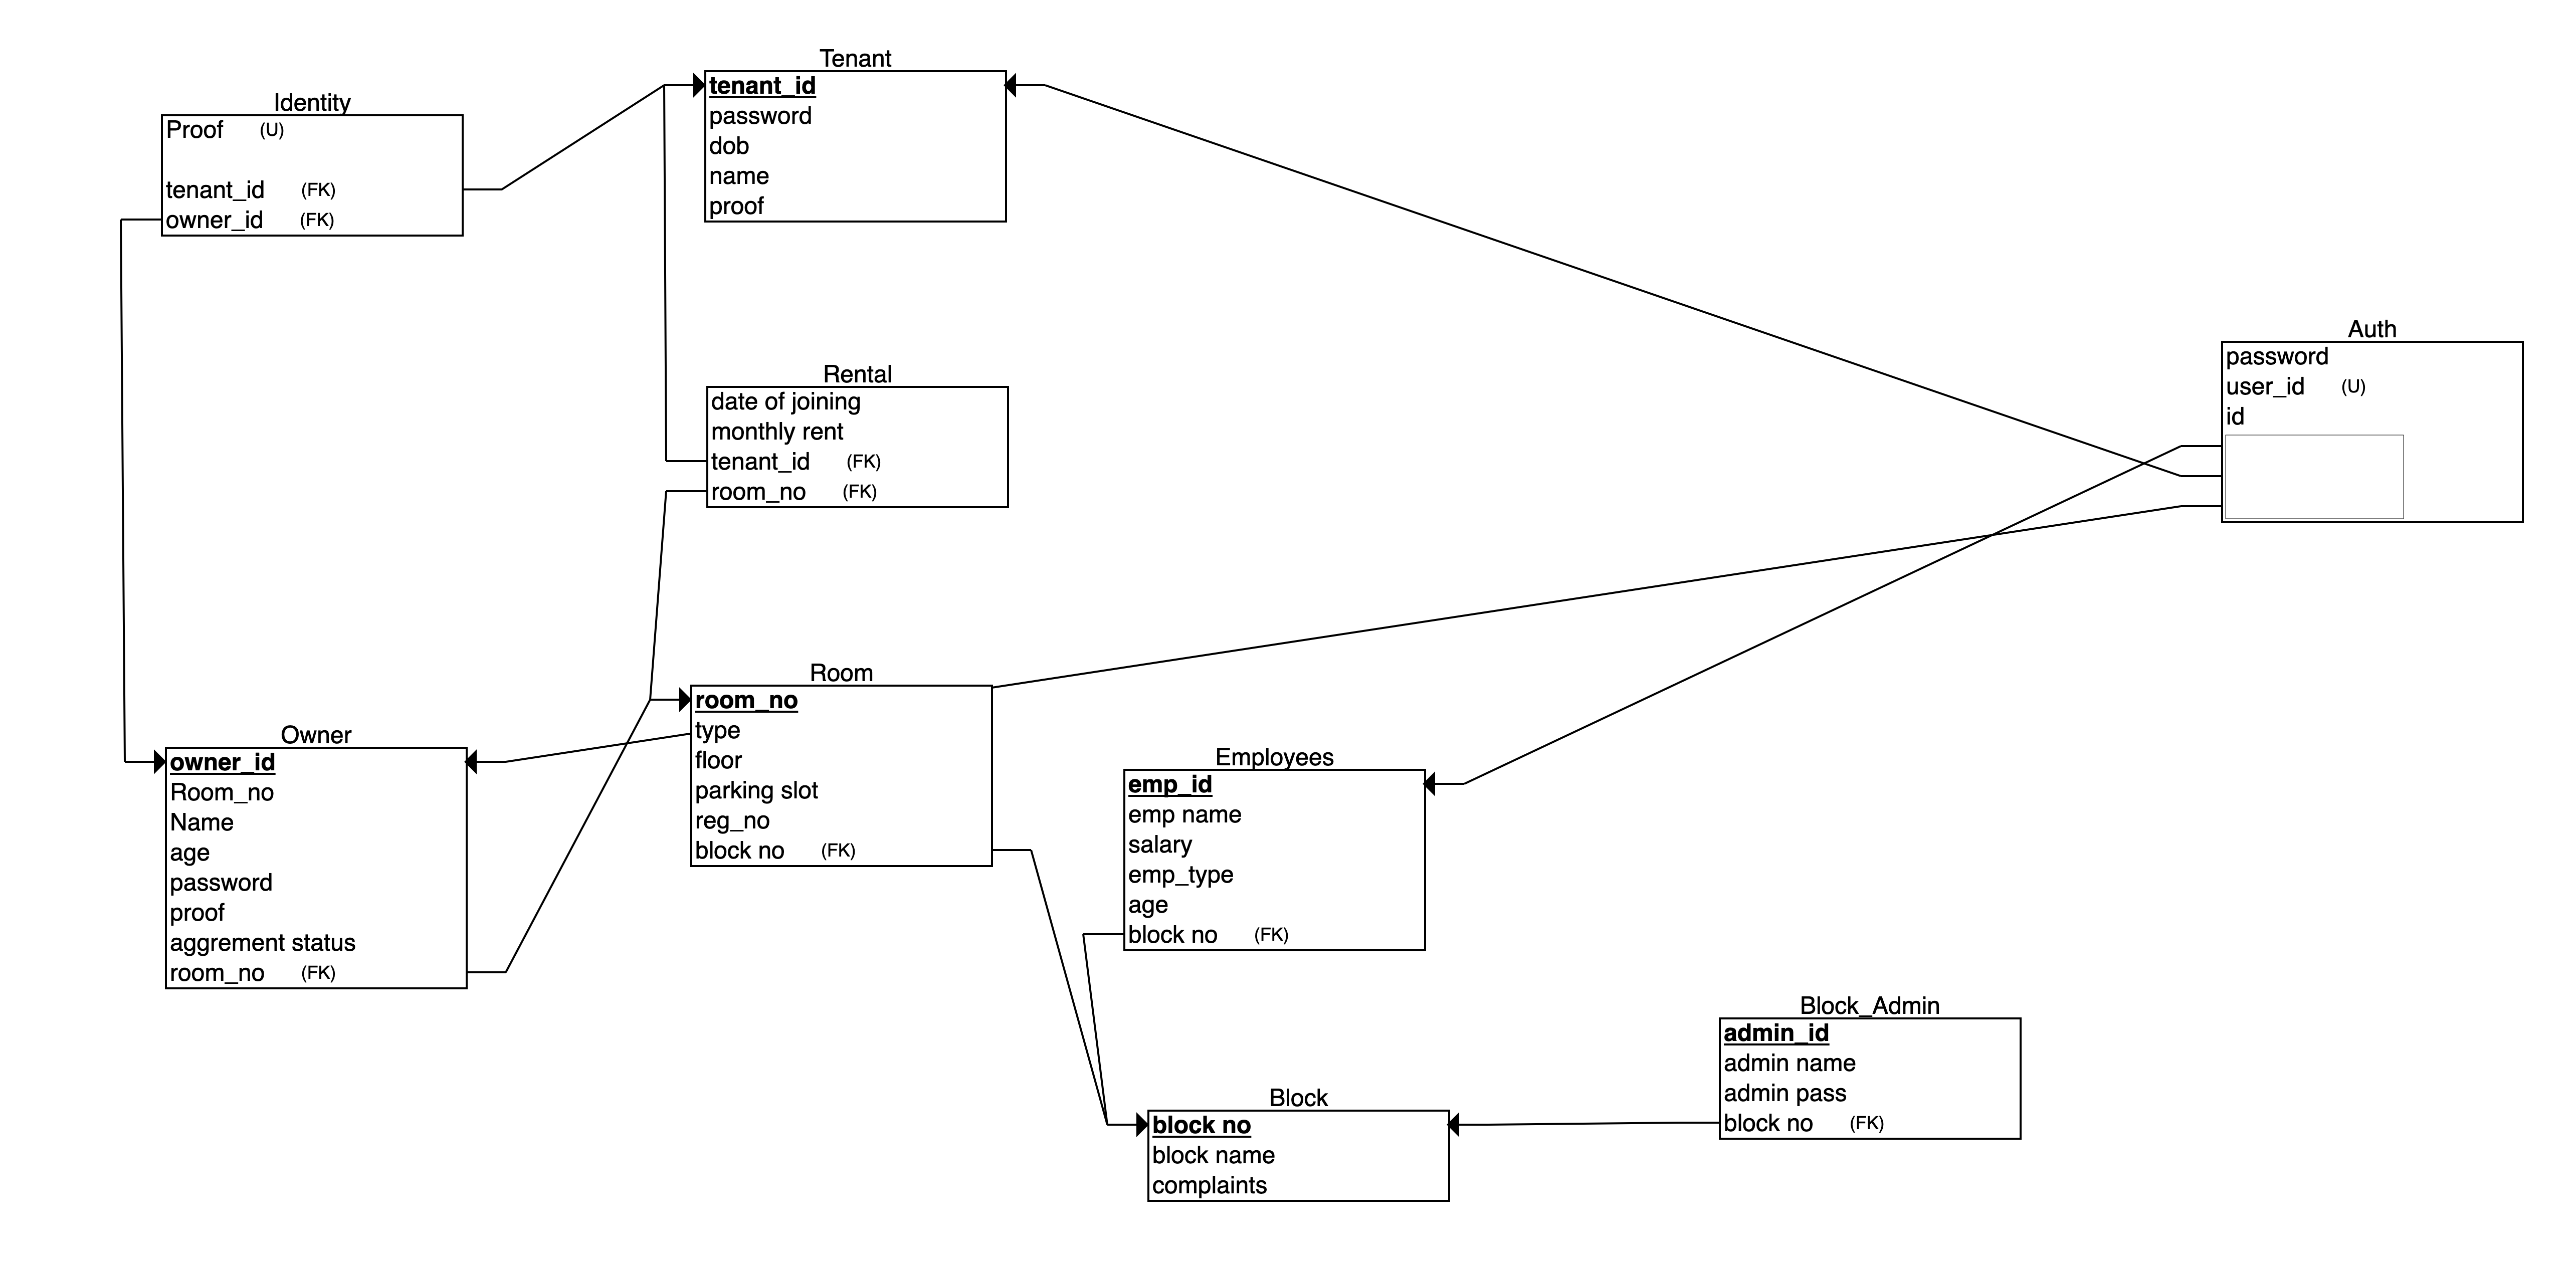 Tenant
tenant_id
password
dob
name
proof
Identity
Proof (U)
tenant_id (FK)
owner_id (FK)
Auth
password
user_id (U)
id
Rental
date of joining
monthly rent
tenant_id (FK)
room_no (FK)
Room
room_no
type
floor
parking slot
reg_no
block no (FK)
Owner
owner_id
Room_no
Name
age
password
proof
aggrement status
room_no (FK)
Employees
emp_id
emp name
salary
emp_type
age
block no (FK)
Block_Admin
admin_id
admin name
admin pass
block no (FK)
Block
block no
block name
complaints